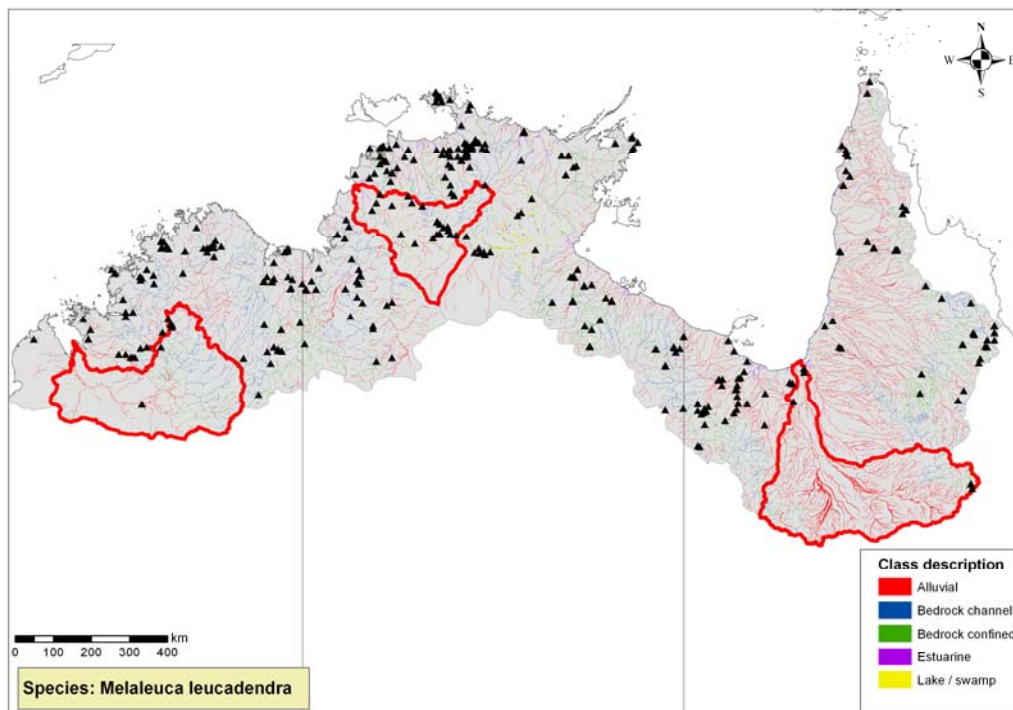 N
W E
S
km
0 100 200 300 400
Species: Melaleuca leucadendra
Class description
Alluvial
Bedrock channel
Bedrock confined
Estuarine
Lake / swamp